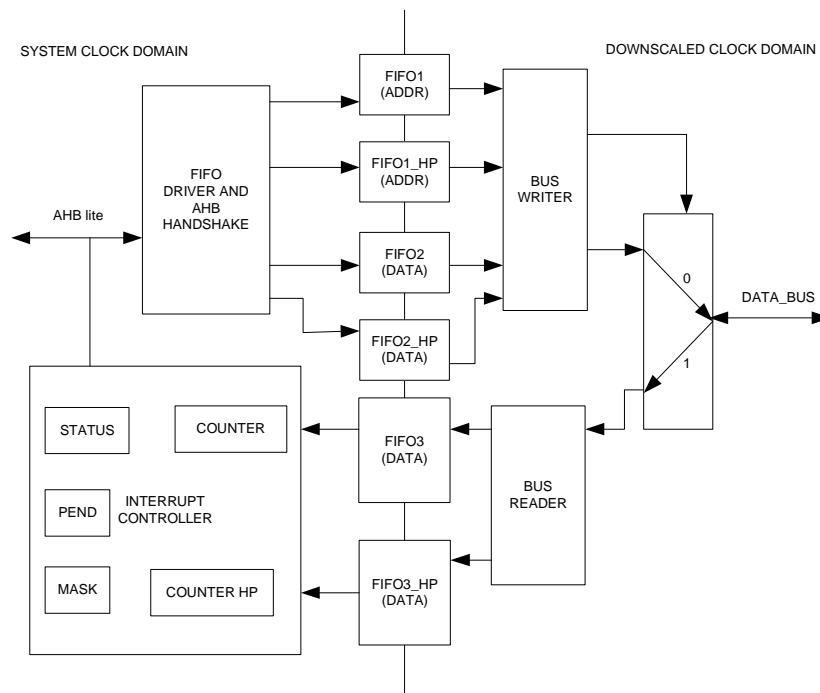 SYSTEM CLOCK DOMAIN
DOWNSCALED CLOCK DOMAIN
FIFO1
(ADDR)
FIFO1_HP
(ADDR)
FIFO
DRIVER AND
AHB
HANDSHAKE
BUS
WRITER
AHB lite
FIFO2
(DATA)
0
DATA_BUS
FIFO2_HP
(DATA)
1
STATUS
COUNTER
FIFO3
(DATA)
BUS
READER
PEND
INTERRUPT
CONTROLLER
MASK
COUNTER HP
FIFO3_HP
(DATA)